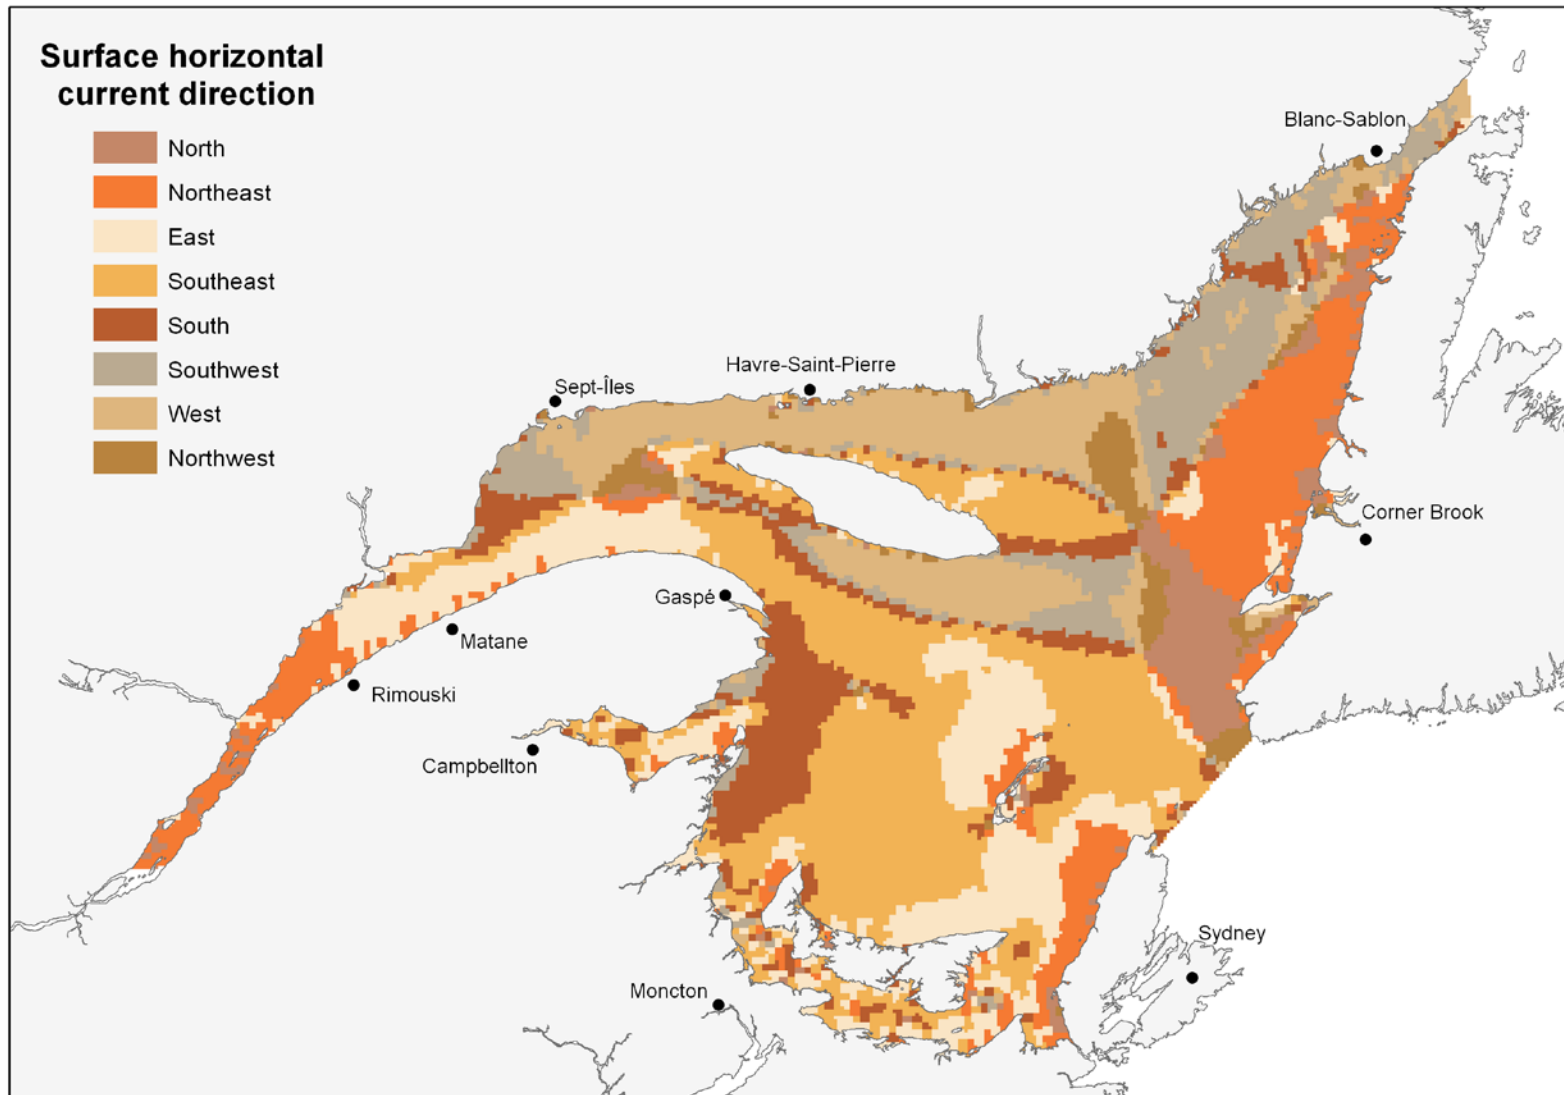 Surface horizontal
current direction
North
Northeast
East
Southeast
South
Southwest
West
Northwest
Blanc-Sablon
Havre-Saint-Pierre
Sept-Îles
Corner Brook
Gaspé
Matane
Rimouski
Campbellton
Sydney
Moncton